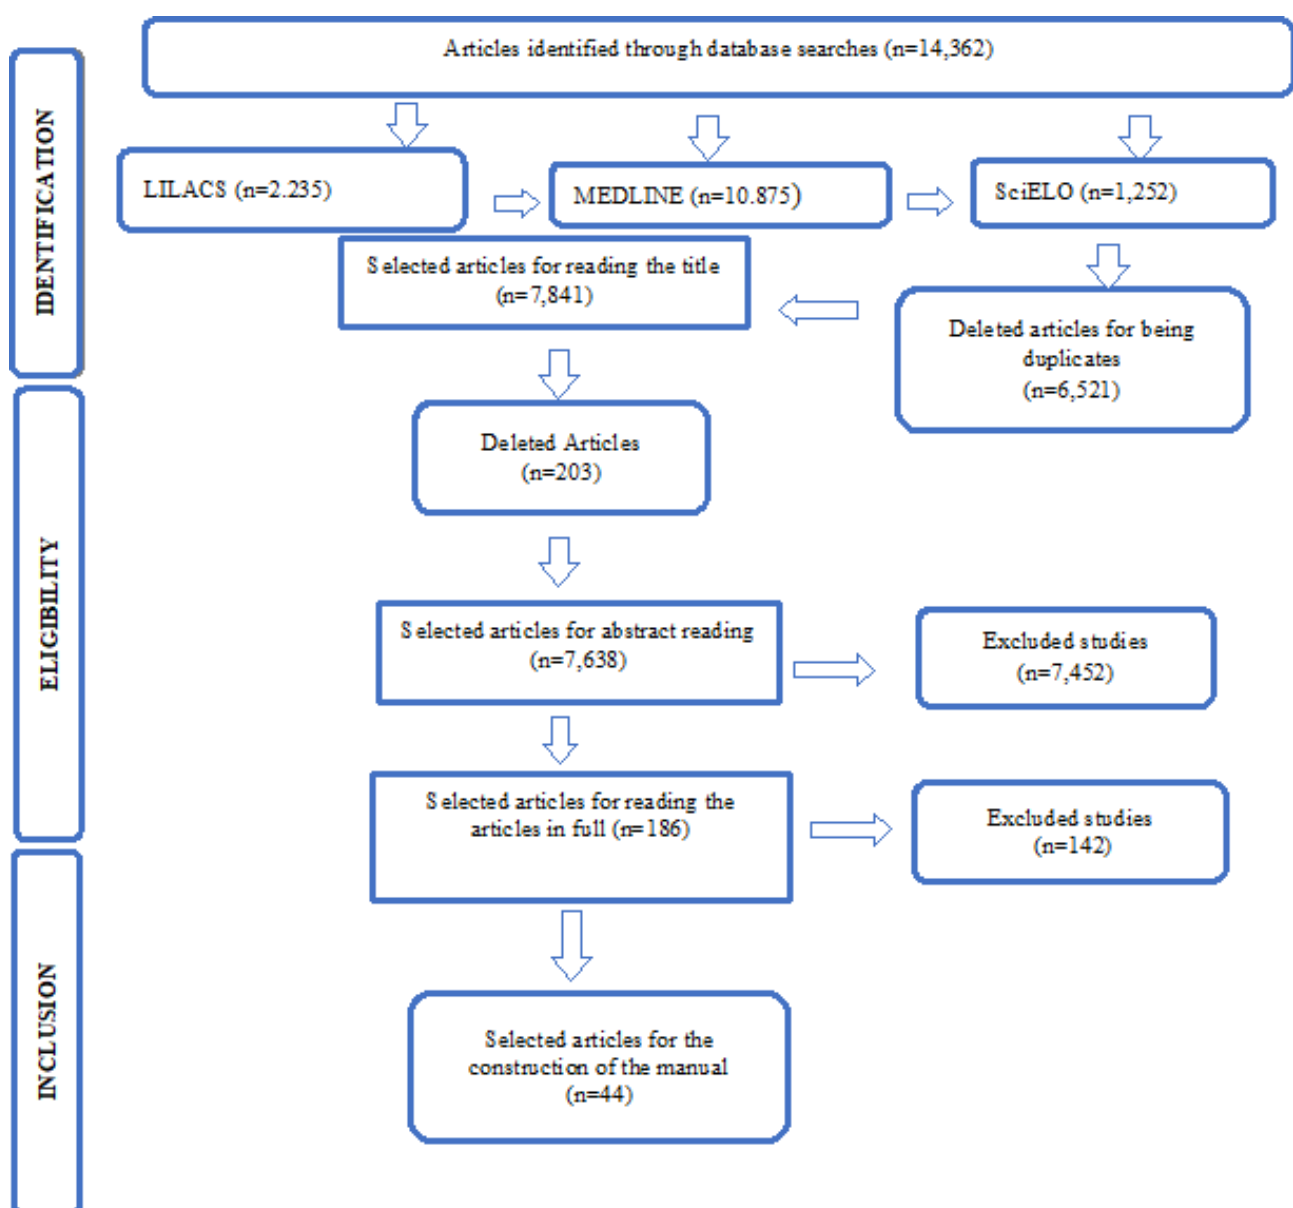 Articles identified through database searches (n=14,362)
IDENTIFICATION
LILACS (n=2.235)
MEDLINE (n=10.875)
SciELO (n=1,252)
Selected articles for reading the title
(n=7,841)
Deleted articles for being
duplicates
(n=6,521)
ELIGIBILITY
Deleted Articles
(n=203)
Selected articles for abstract reading
(n=7,638)
Excluded studies
(n=7,452)
Selected articles for reading the
articles in full (n=186)
Excluded studies
(n=142)
INCLUSION
Selected articles for the
construction of the manual
(n=44)